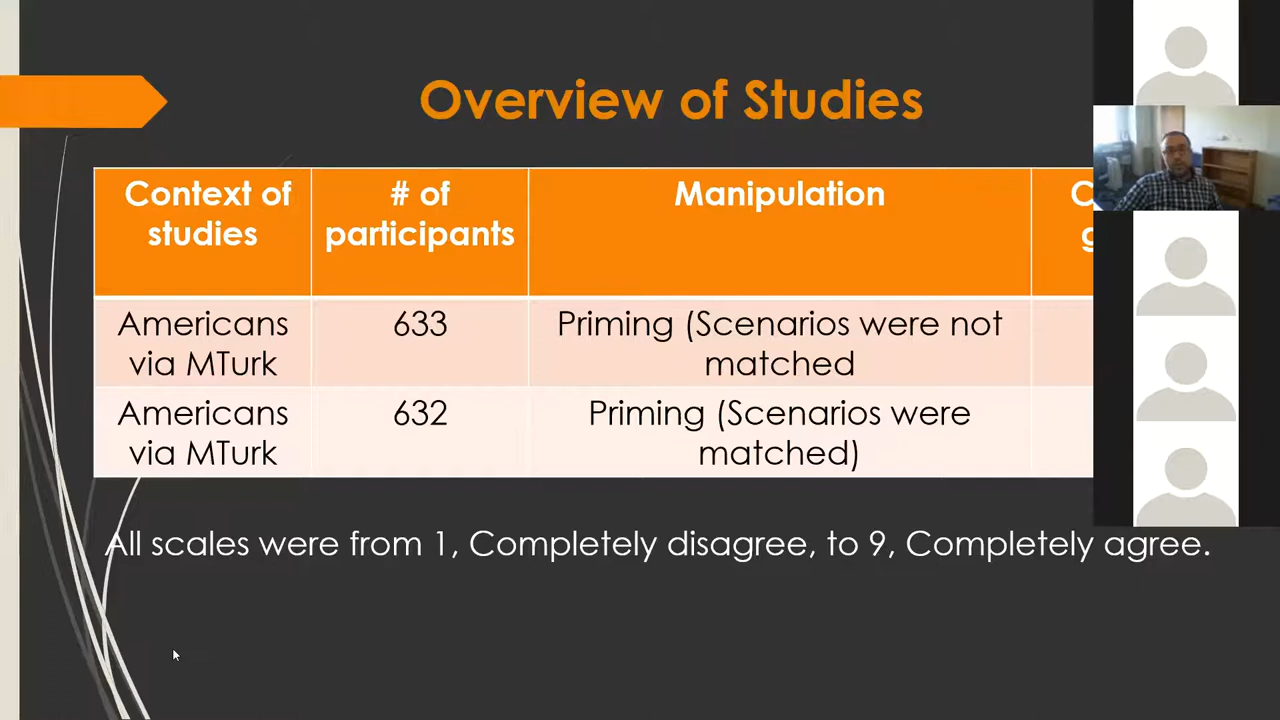 Overview of Studies
Context of
studies
# of
participants
Manipulation
Americans
via MTurk
633
Priming (Scenarios were not
matched
Americans
via MTurk
632
Priming (Scenarios were
matched)
All scales were from 1, Completely disagree, to 9, Completely agree.